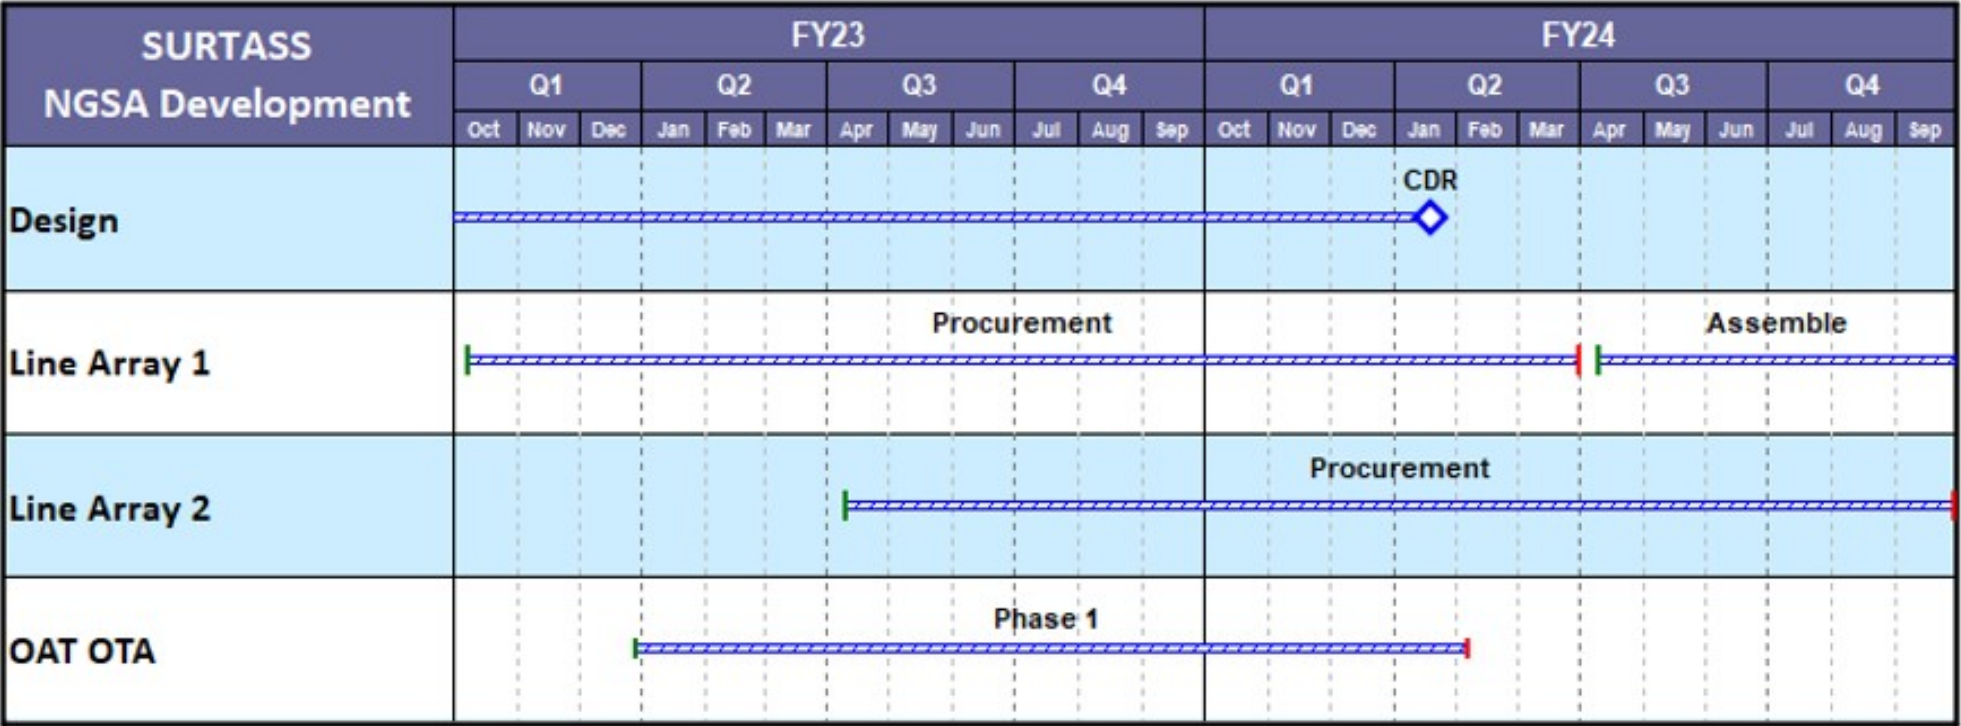 SURTASS
NGSA Development
FY23 FY24
Q1 Q2 Q3 Q4 Q1 Q2 Q3 Q4
Oct Nov Dec Jan Feb Mar Apr May Jun Jul Aug Sep Oct Nov Dec Jan Feb Mar Apr May Jun Jul Aug Sep
Design
CDR
Line Array 1
Procurement Assemble
Line Array 2
Procurement
OAT OTA
Phase 1